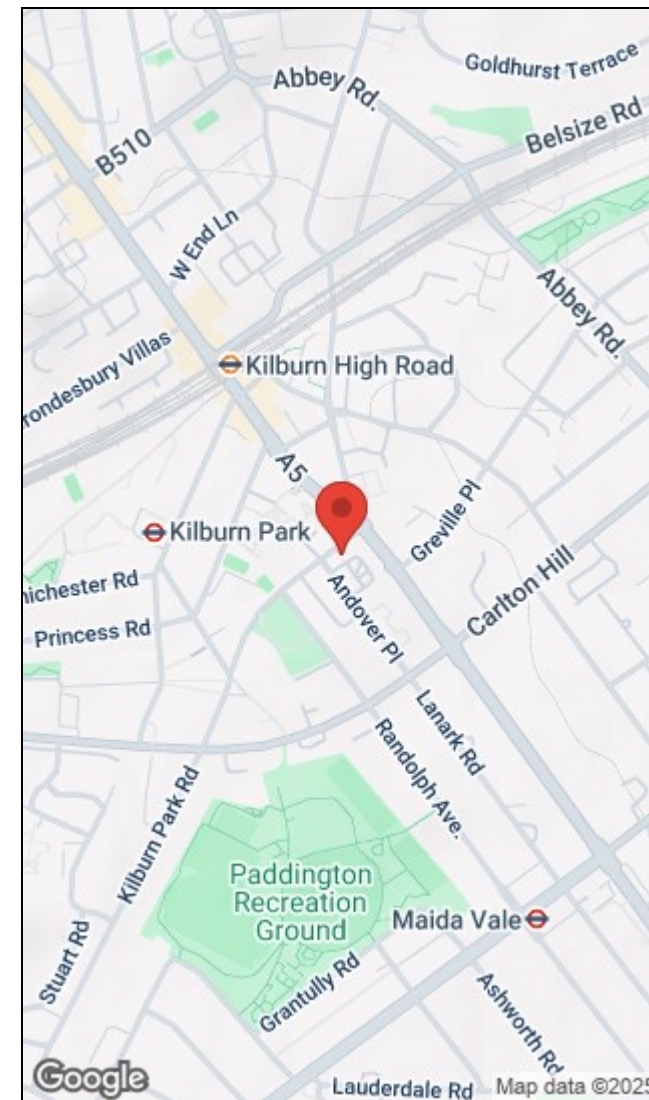 Goldhurst Terrace
Abbey Rd.
Belsize Rd
B510
W End Ln
Abbey Rd.
rondesbury Villas
Kilburn High Road
A5
Kilburn Park
Greville Pl
hichester Rd
Andover Pl
Carlton Hill
Princess Rd
Lanark Rd
Randolph Ave.
Kilburn Park Rd
Paddington
Recreation
Ground
Maida Vale
Stuart Rd
Grantully Rd
Ashworth Rd
Google
Lauderdale Rd
Map data ©2025